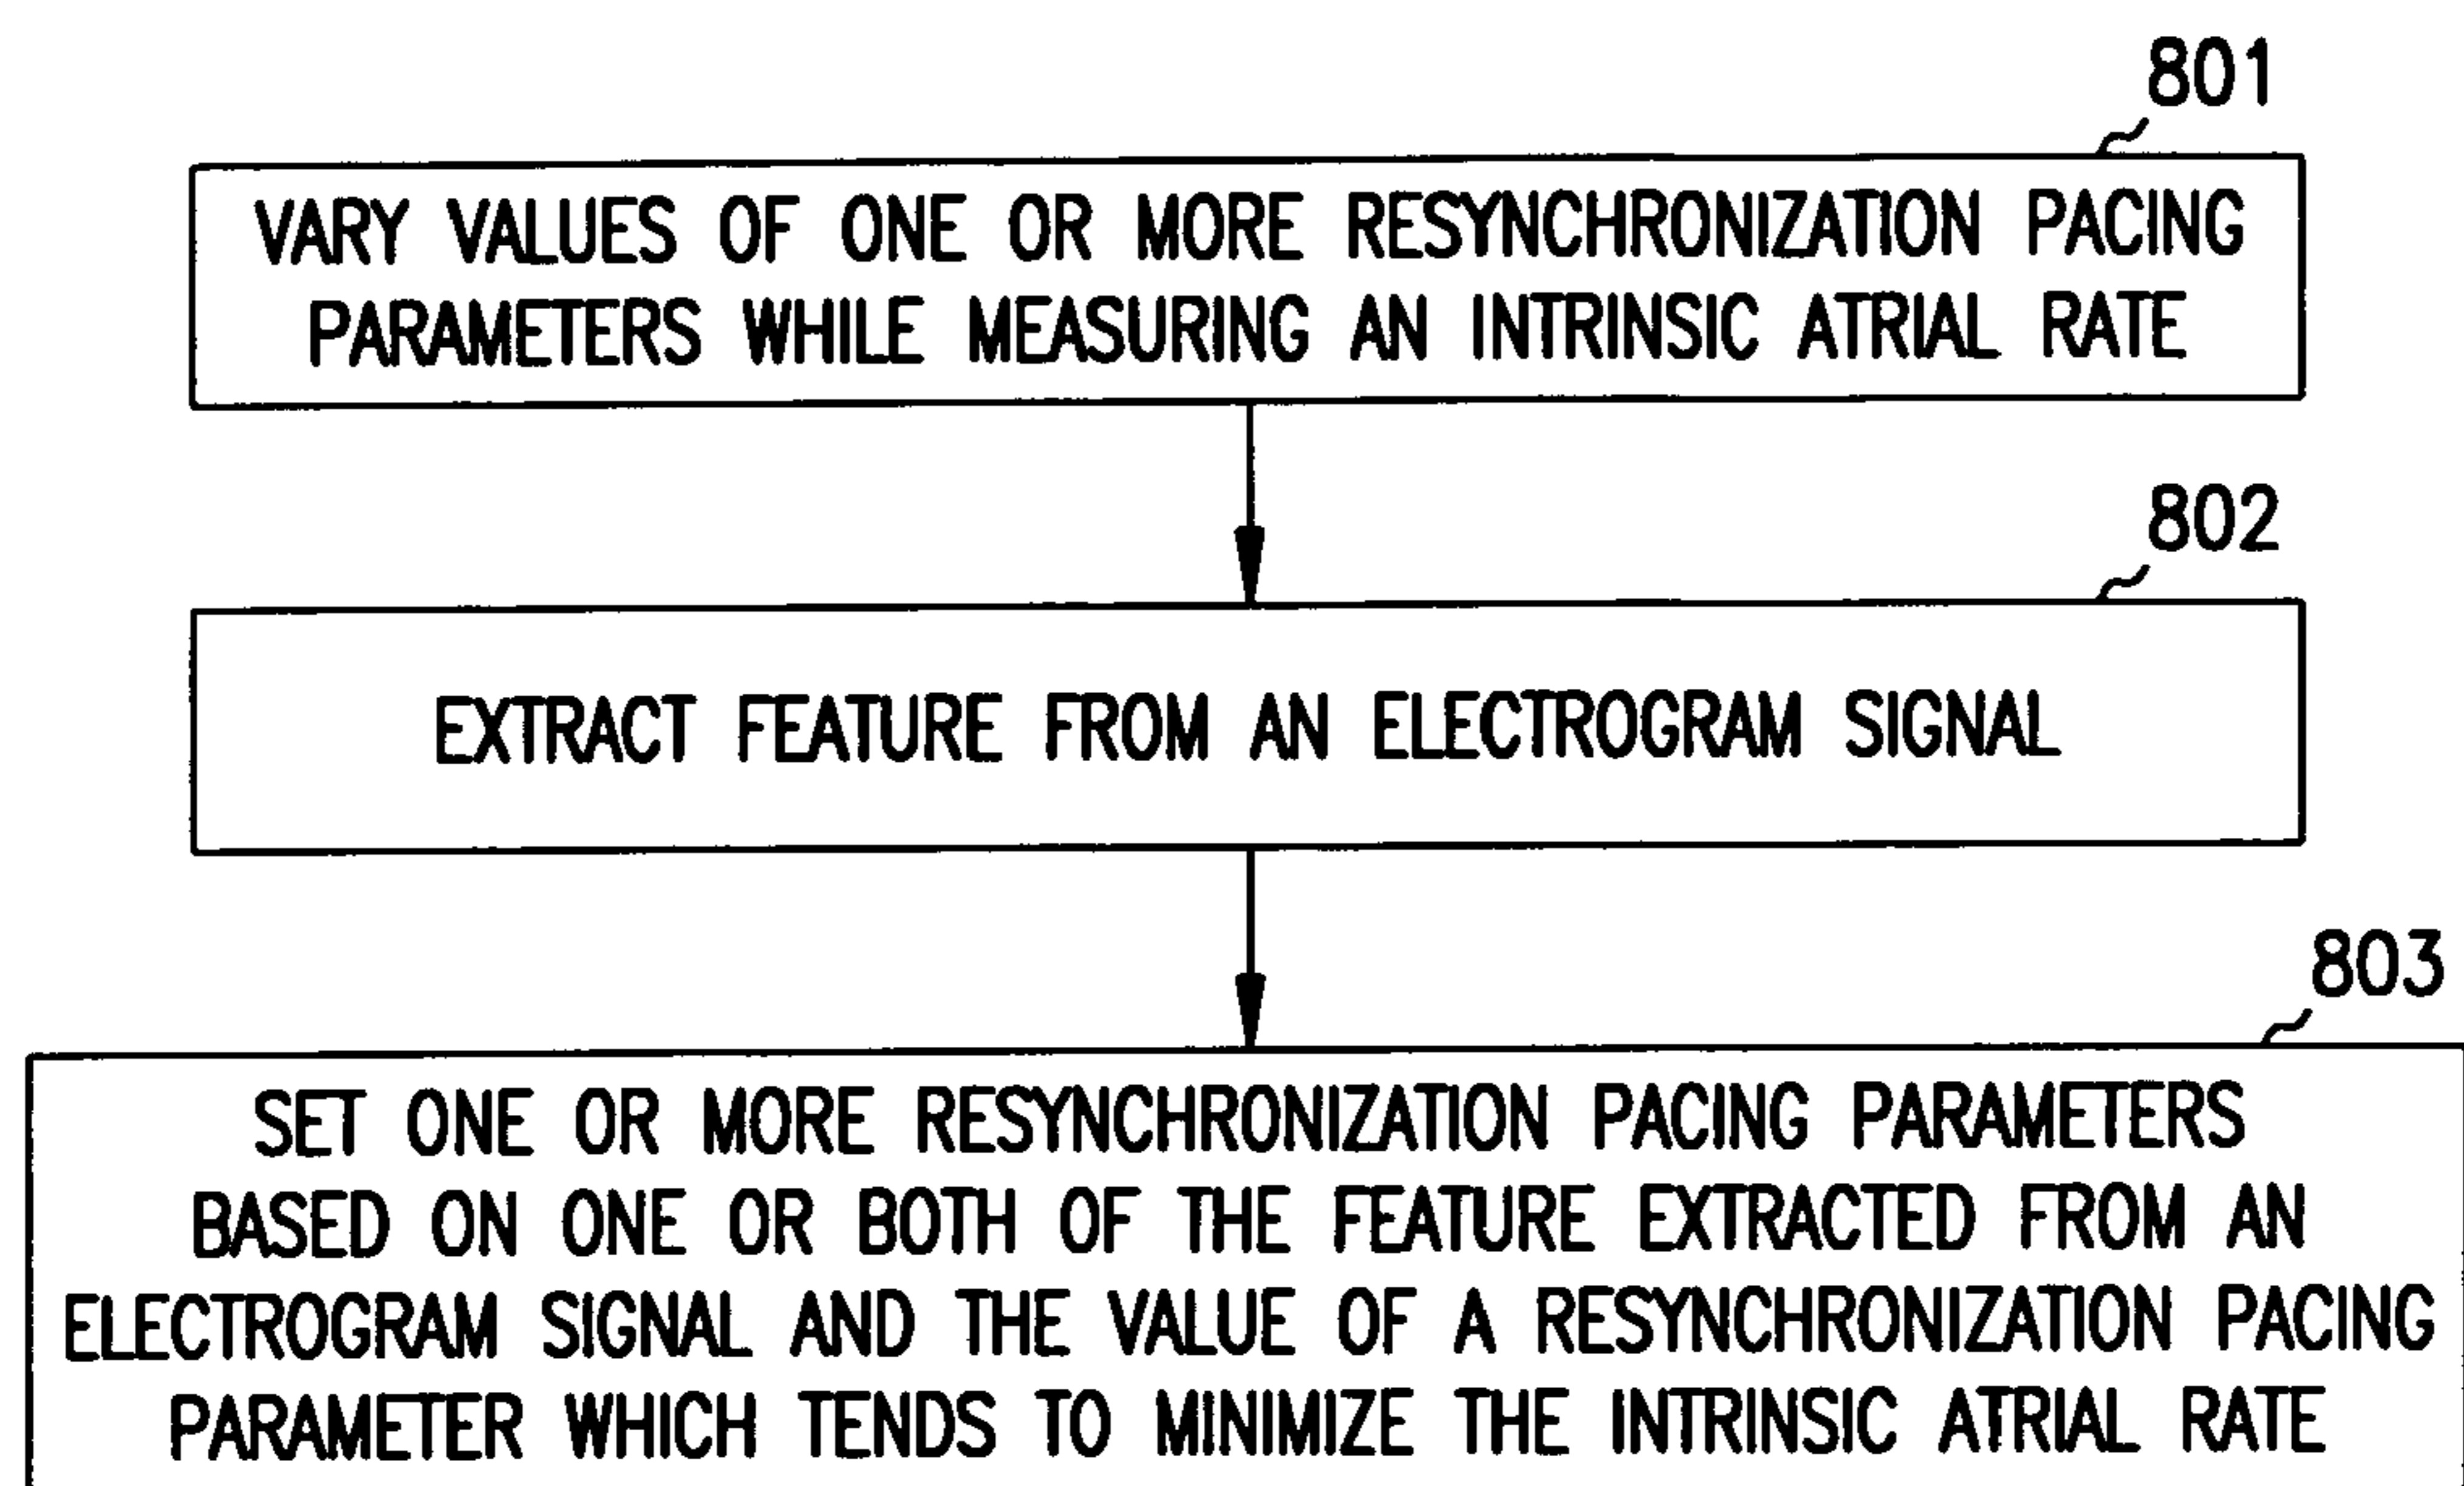 801
VARY VALUES OF ONE OR MORE RESYNCHRONIZATION PACING
PARAMETERS WHILE MEASURING AN INTRINSIC ATRIAL RATE
802
EXTRACT FEATURE FROM AN ELECTROGRAM SIGNAL
803
SET ONE OR MORE RESYNCHRONIZATION PACING PARAMETERS
BASED ON ONE OR BOTH OF THE FEATURE EXTRACTED FROM AN
ELECTROGRAM SIGNAL AND THE VALUE OF A RESYNCHRONIZATION PACING
PARAMETER WHICH TENDS TO MINIMIZE THE INTRINSIC ATRIAL RATE